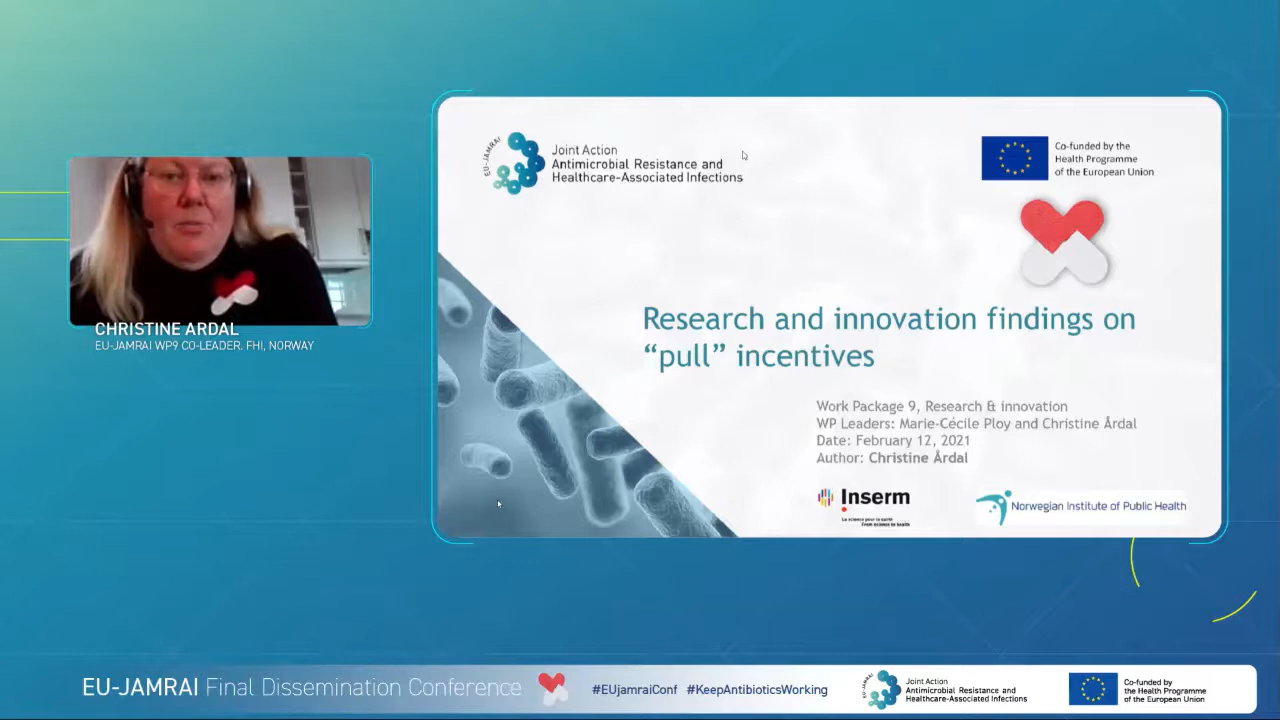 EU-JAMRAI
Joint Action
Antimicrobial Resistance and
Healthcare-Associated Infections
Co-funded by the
Health Programme
of the European Union
Research and innovation findings on
“pull” incentives
Work Package 9, Research & innovation
WP Leaders: Marie-Cécile Ploy and Christine Årdal
Date: February 12, 2021
Author: Christine Årdal
Inserm
La science pour la santé
From science to health
Norwegian Institute of Public Health
CHRISTINE ARDAL
EU-JAMRAI WP9 CO-LEADER. FHI, NORWAY
EU-JAMRAI Final Dissemination Conference
#EUjamraiConf #KeepAntibioticsWorking
EU-JAMRAI
Joint Action
Antimicrobial Resistance and
Healthcare-Associated Infections
Co-funded by
the Health Programme
of the European Union